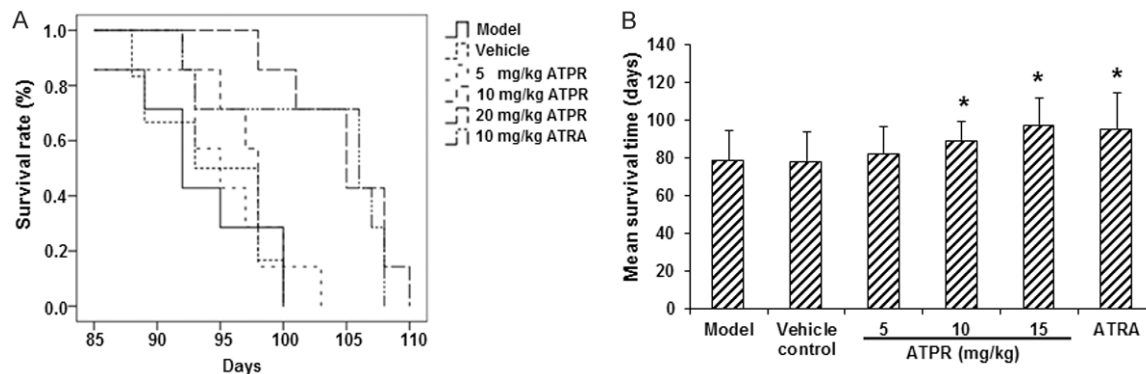 A
Survival rate (%)
1.0
0.8
0.6
0.4
0.2
0.0
85 90 95 100 105 110
Days
Model
Vehicle
5 mg/kg ATPR
10 mg/kg ATPR
20 mg/kg ATPR
10 mg/kg ATRA
B
Mean survival time (days)
140
120
100
80
60
40
20
0
* * *
Model Vehicle control 5 10 15 ATRA
ATPR (mg/kg)